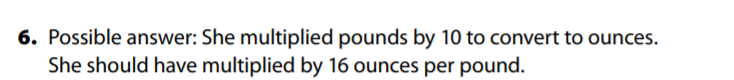 6. Possible answer: She multiplied pounds by 10 to convert to ounces.
She should have multiplied by 16 ounces per pound.